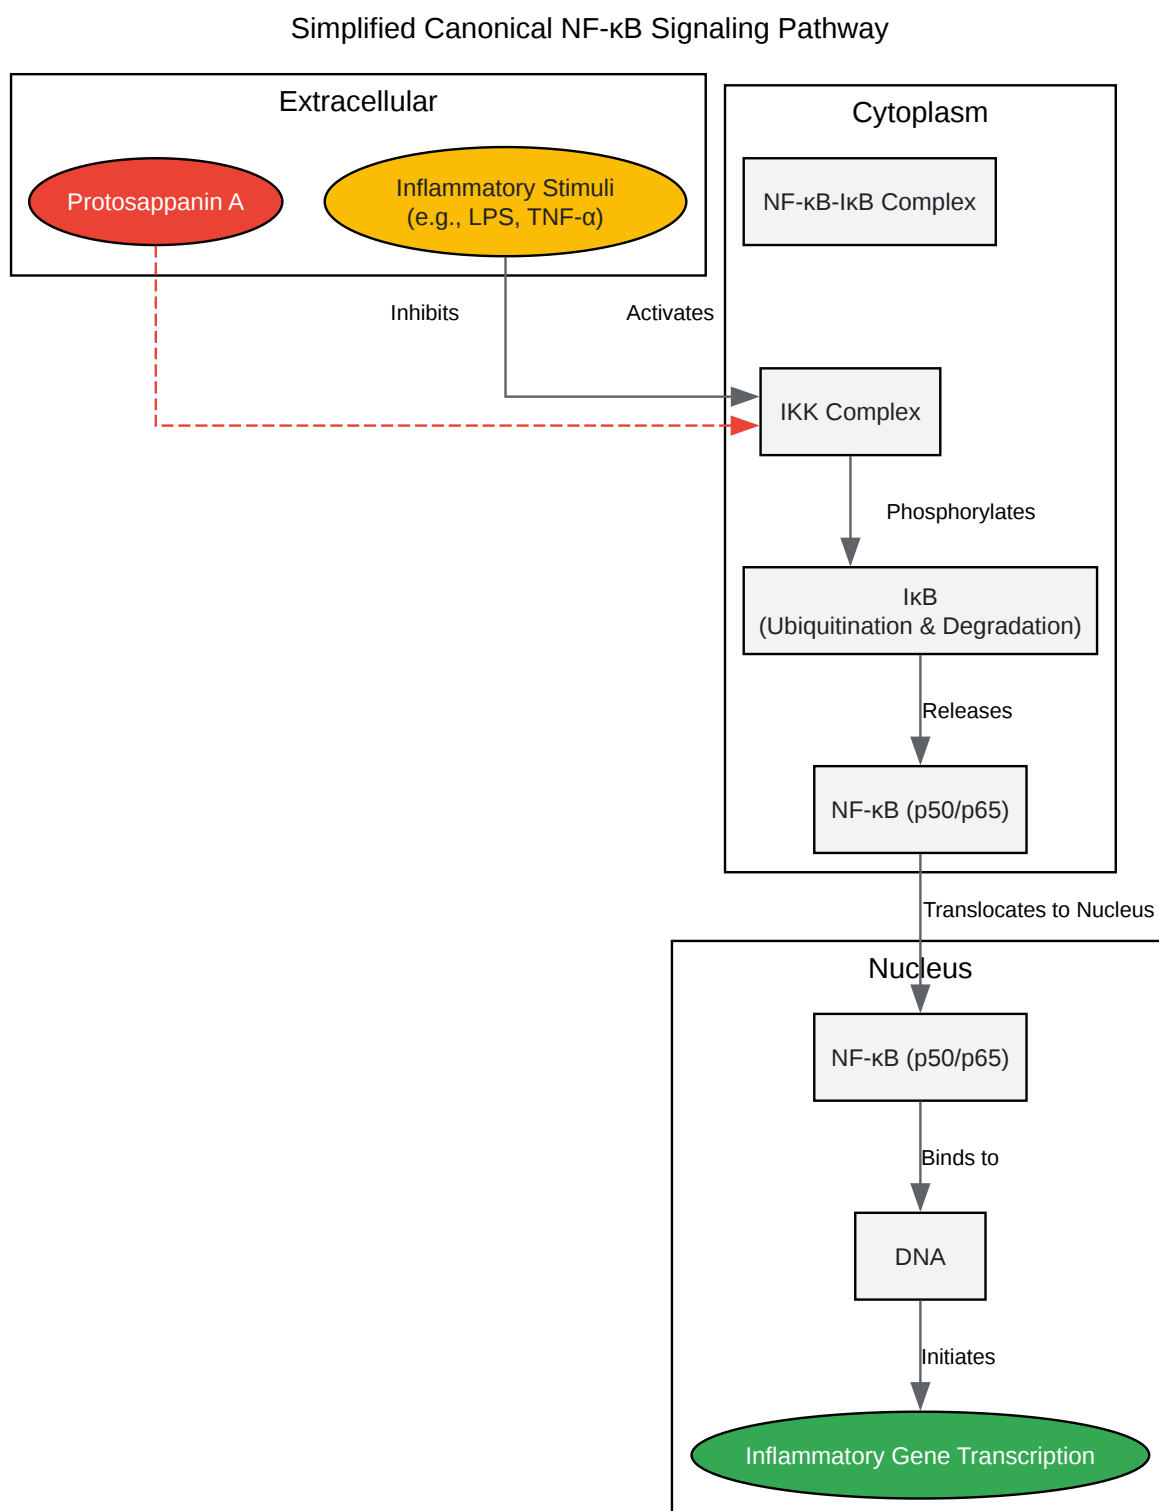 Simplified Canonical NF-κB Signaling Pathway
Extracellular
Cytoplasm
Protosappanin A
Inflammatory Stimuli
(e.g., LPS, TNF-α)
NF-κB-IκB Complex
Inhibits
Activates
IKK Complex
Phosphorylates
IκB
(Ubiquitination & Degradation)
Releases
NF-κB (p50/p65)
Translocates to Nucleus
Nucleus
NF-κB (p50/p65)
Binds to
DNA
Initiates
Inflammatory Gene Transcription